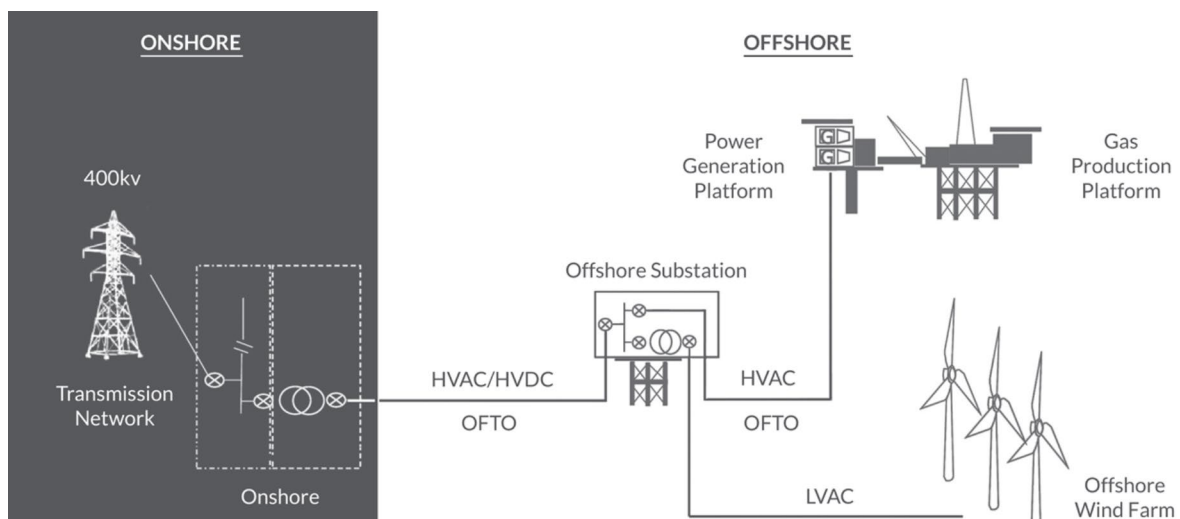 ONSHORE
OFFSHORE
400kv
Transmission
Network
Onshore
HVAC/HVDC
OFTO
Offshore Substation
HVAC
OFTO
LVAC
Power
Generation
Platform
G
G
Gas
Production
Platform
Offshore
Wind Farm